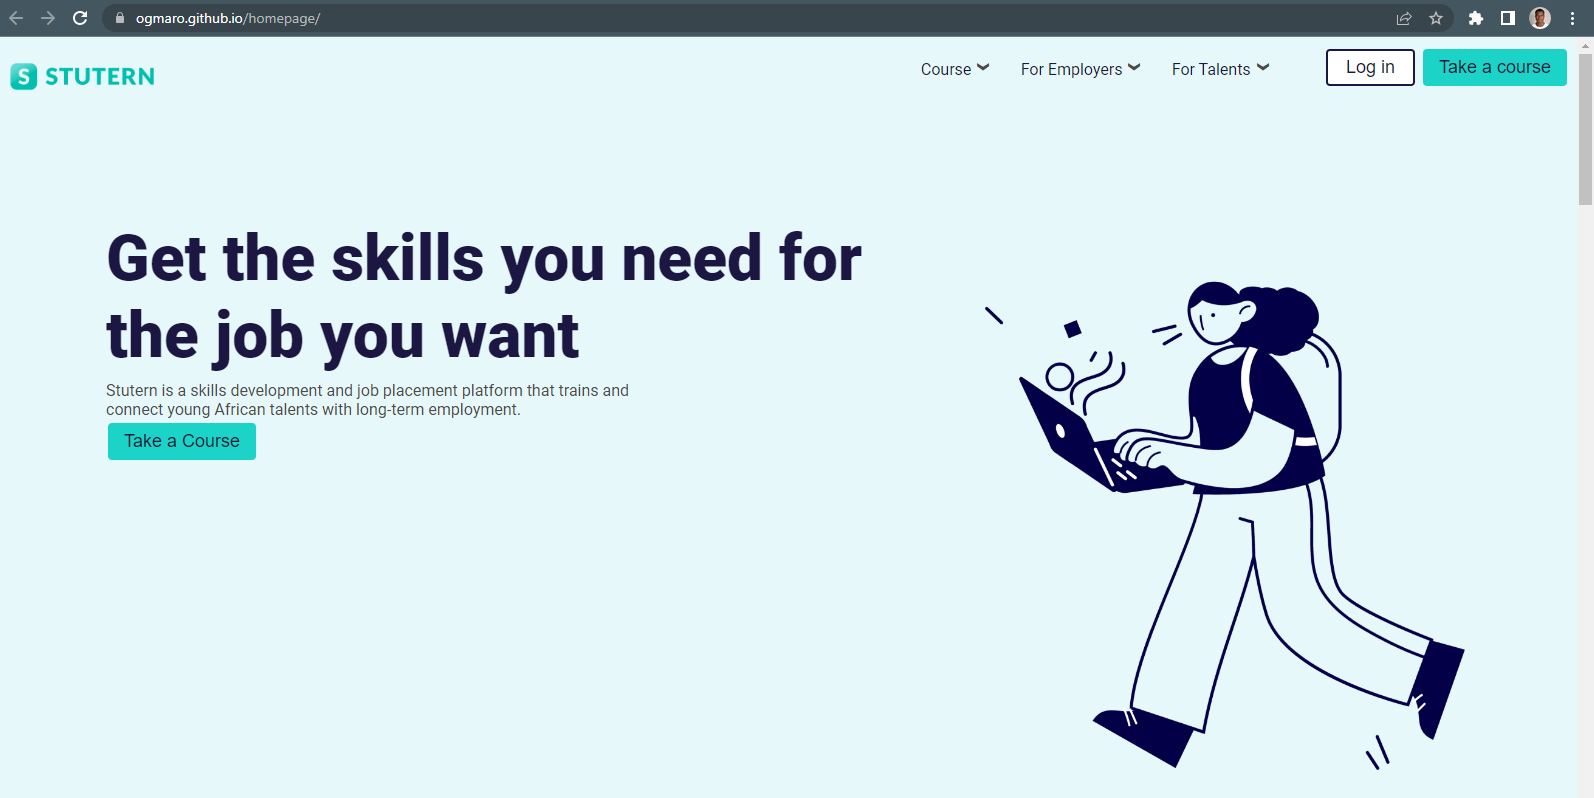 ogmaro.github.io/homepage/
S STUTERN
Course For Employers For Talents Log in Take a course
Get the skills you need for
the job you want
Stutern is a skills development and job placement platform that trains and
connect young African talents with long-term employment.
Take a Course